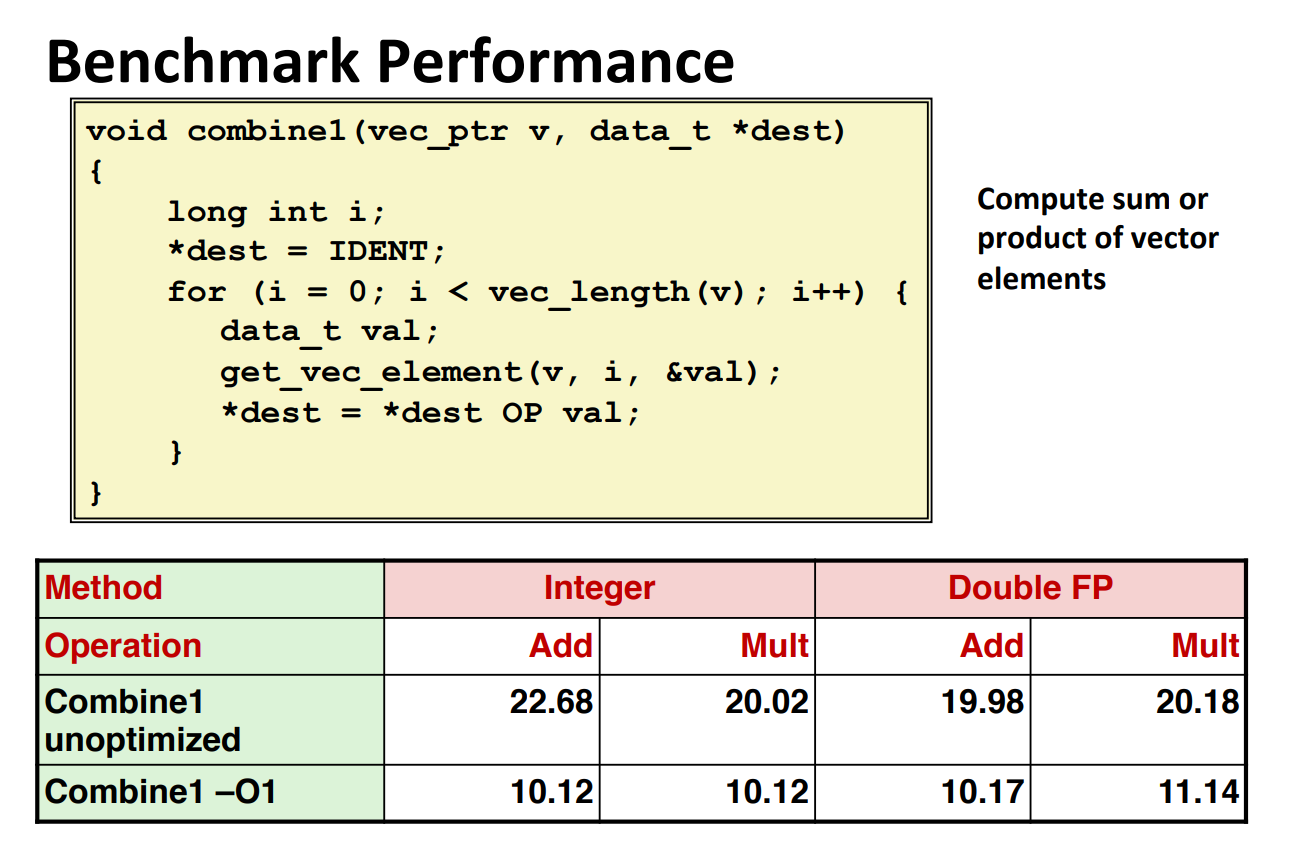 Benchmark Performance
void combine1(vec_ptr v, data_t *dest)
{
    long int i;
    *dest = IDENT;
    for (i = 0; i < vec_length(v); i++) {
       data_t val;
       get_vec_element(v, i, &val);
       *dest = *dest OP val;
    }
}
Compute sum or
product of vector
elements
Method Integer Double FP
Operation Add Mult Add Mult
Combine1 22.68 20.02 19.98 20.18
unoptimized
Combine1 –O1 10.12 10.12 10.17 11.14